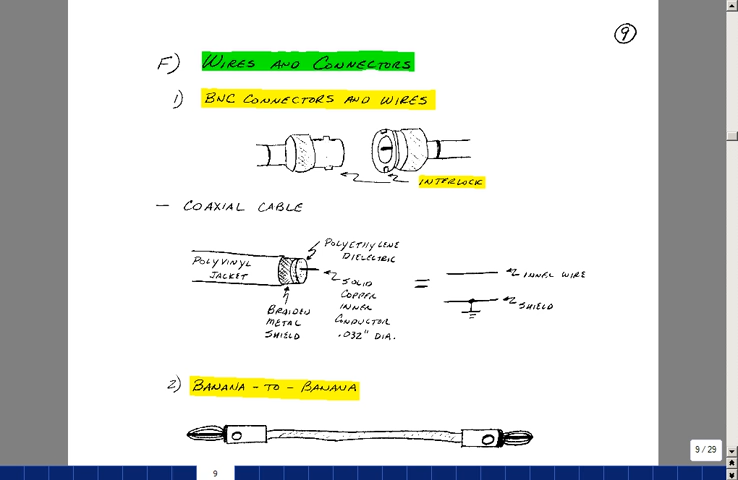 9
F) WIRES AND CONNECTORS
1) BNC CONNECTORS AND WIRES
INTERLOCK
— COAXIAL CABLE
POLYVINYL
JACKET
POLYETHYLENE
DIELECTRIC
BRAIDED
METAL
SHIELD
SOLID
COPPER
INNER
CONDUCTOR
.032" DIA.
=
INNER WIRE
SHIELD
2) BANANA - TO - BANANA
9 / 29
9